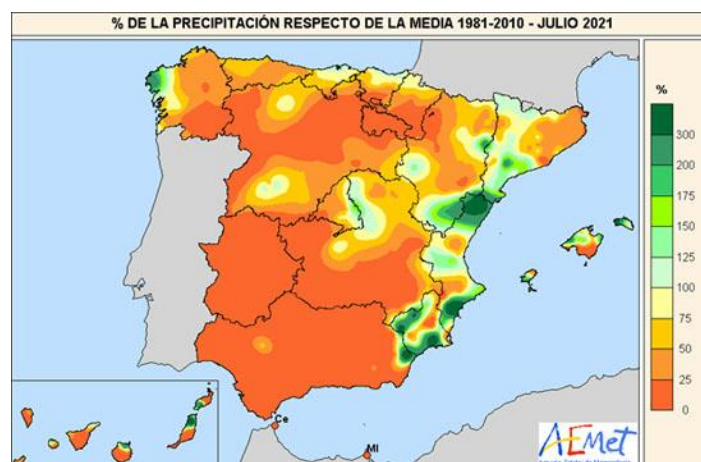 % DE LA PRECIPITACIÓN RESPECTO DE LA MEDIA 1981-2010 - JULIO 2021
%
300
200
175
150
125
100
75
50
25
0
Ce
Ml
AEMet